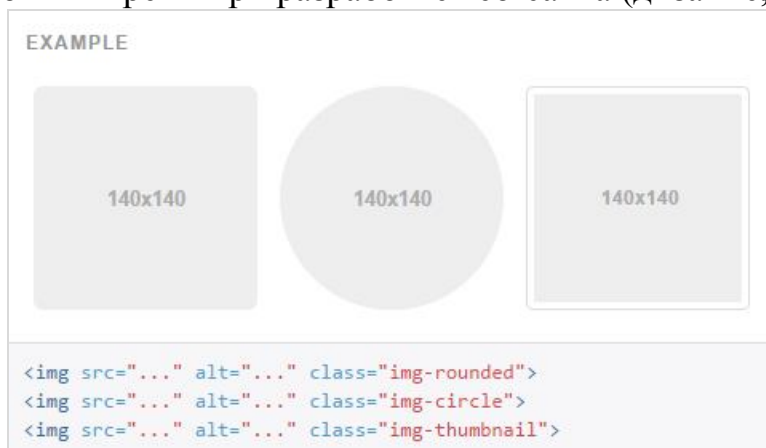 EXAMPLE
140x140 140x140 140x140
<img src="..." alt="..." class="img-rounded">
<img src="..." alt="..." class="img-circle">
<img src="..." alt="..." class="img-thumbnail">